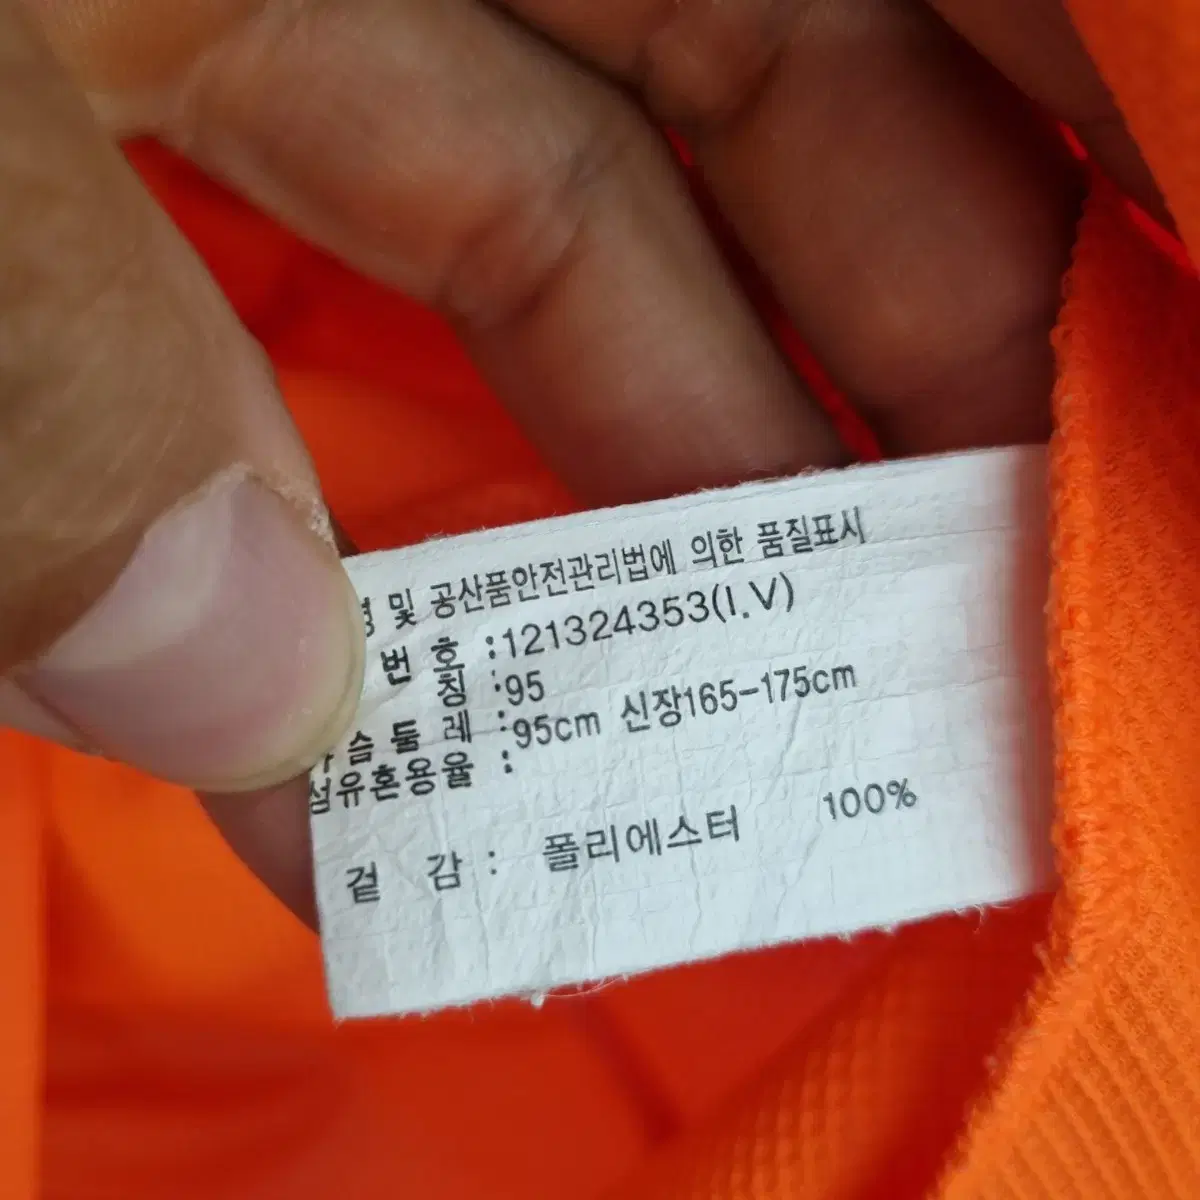 및 공산품안전관리법에 의한 품질표시
번 호 :121324353(I.V)
칭 :95
슴 둘 레 :95cm 신장165-175cm
섬유혼용율 :
겉 감 : 폴리에스터 100%